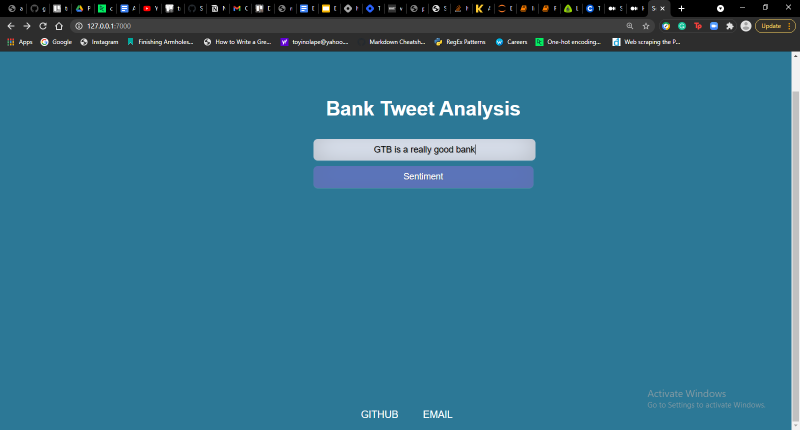 127.0.0.1:7000
Update
Apps
Google
Instagram
Finishing Armholes...
How to Write a Gre...
toyinolape@yahoo....
Markdown Cheatsh...
RegEx Patterns
Careers
One-hot encoding...
Web scraping the P...
Bank Tweet Analysis
GTB is a really good bank
Sentiment
Activate Windows
Go to Settings to activate Windows.
GITHUB
EMAIL